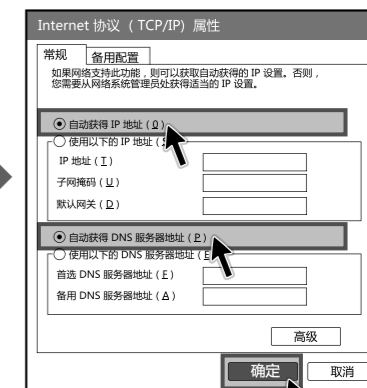 Internet 协议 ( TCP/IP) 属性
常规
备用配置
如果网络支持此功能，则可以获取自动获得的 IP 设置。否则，
您需要从网络系统管理员处获得适当的 IP 设置。
自动获得 IP 地址 ( O )
使用以下的 IP 地址 (
IP 地址 ( I )
子网掩码 ( U )
默认网关 ( D )
自动获得 DNS 服务器地址 ( P )
使用以下的 DNS 服务器地址 ( E
首选 DNS 服务器地址 ( F )
备用 DNS 服务器地址 ( A )
高级
确定
取消